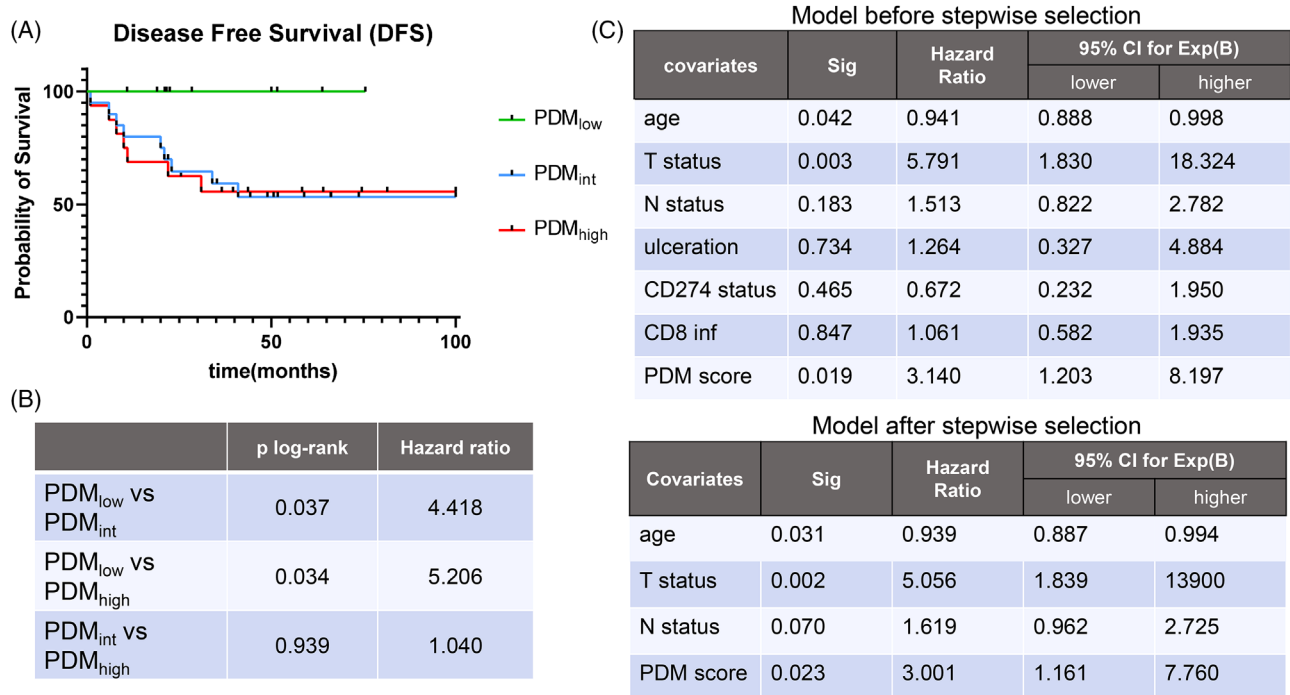 (A)
Disease Free Survival (DFS)
Probability of Survival
100
50
0
0
50
100
time(months)
PDMlow
PDMint
PDMhigh
(B)
p log-rank Hazard ratio
PDMlow vs
PDMint
0.037 4.418
PDMlow vs
PDMhigh
0.034 5.206
PDMint vs
PDMhigh
0.939 1.040
(C)
Model before stepwise selection
covariates Sig Hazard
Ratio
95% CI for Exp(B)
lower higher
age 0.042 0.941 0.888 0.998
T status 0.003 5.791 1.830 18.324
N status 0.183 1.513 0.822 2.782
ulceration 0.734 1.264 0.327 4.884
CD274 status 0.465 0.672 0.232 1.950
CD8 inf 0.847 1.061 0.582 1.935
PDM score 0.019 3.140 1.203 8.197
Model after stepwise selection
Covariates Sig Hazard
Ratio
95% CI for Exp(B)
lower higher
age 0.031 0.939 0.887 0.994
T status 0.002 5.056 1.839 13900
N status 0.070 1.619 0.962 2.725
PDM score 0.023 3.001 1.161 7.760